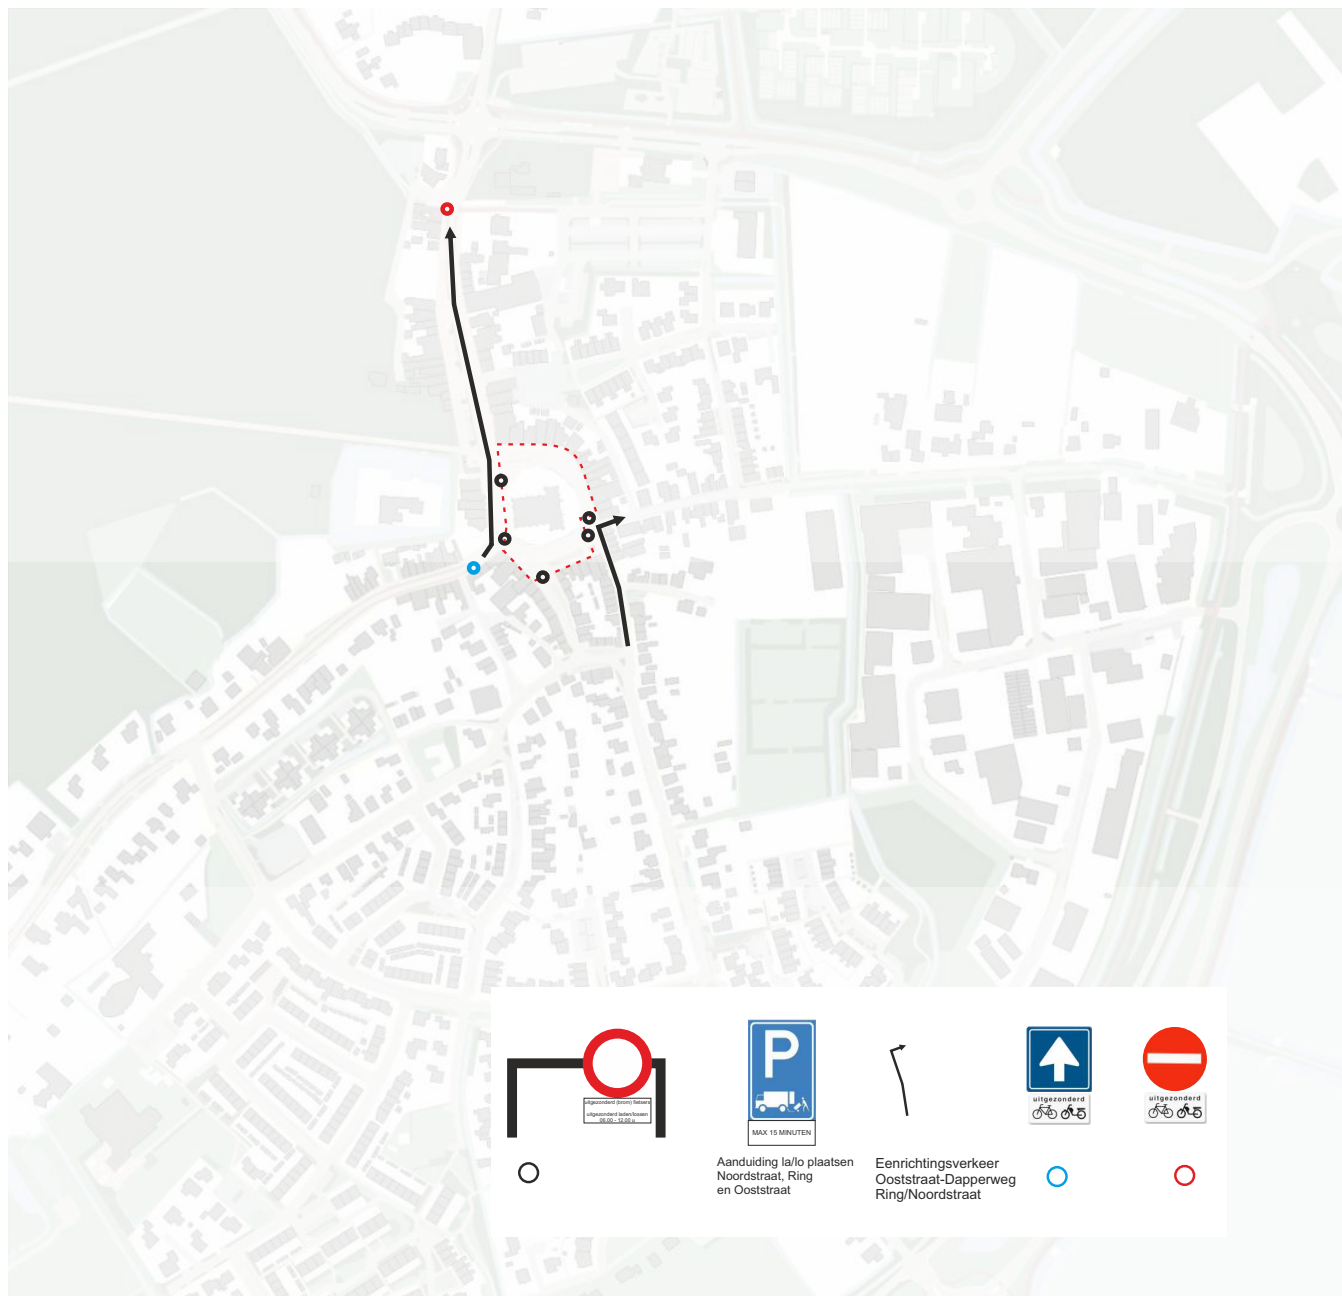 uitgezonderd (brom) fietsers
uitgezonderd laden/lossen
06.00 - 12.00 u
P
MAX 15 MINUTEN
Aanduiding la/lo plaatsen
Noordstraat, Ring
en Ooststraat
Eenrichtingsverkeer
Ooststraat-Dapperweg
Ring/Noordstraat
uitgezonderd
uitgezonderd